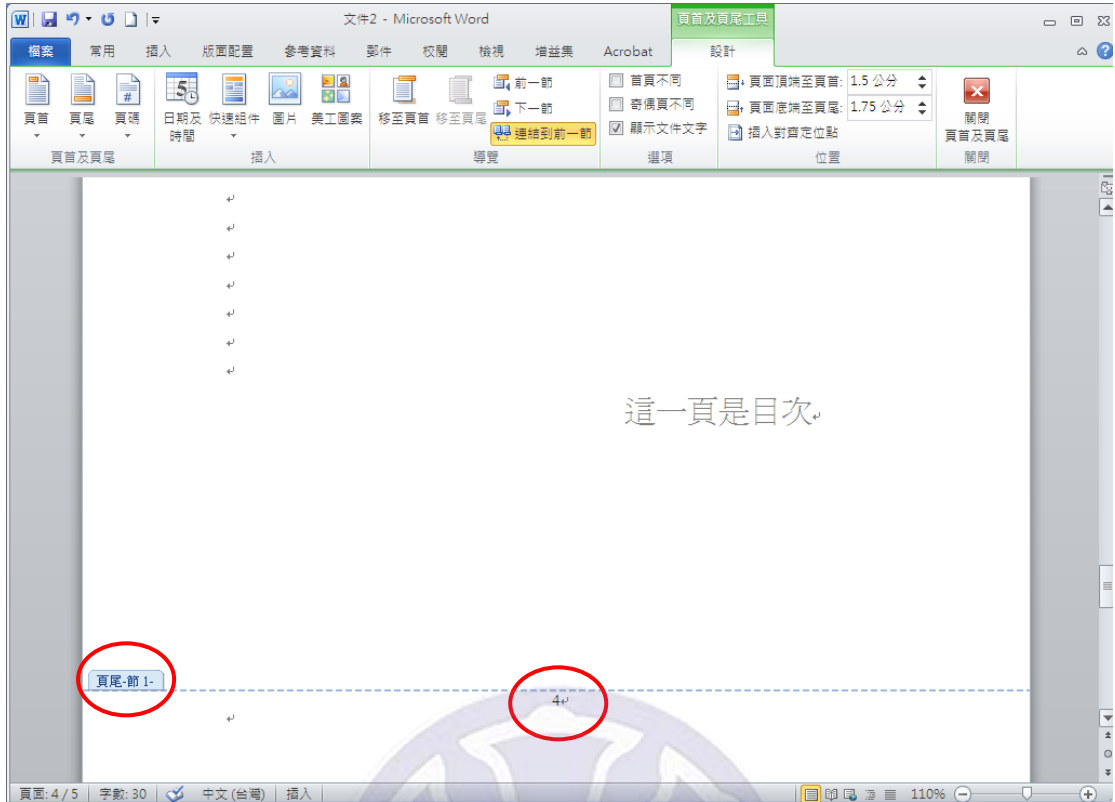 文件2 - Microsoft Word
頁首及頁尾工具
檔案 常用 插入 版面配置 參考資料 郵件 校閱 檢視 增益集 Acrobat 設計
頁首 頁尾 頁碼
頁首及頁尾
日期及時間 快速組件 圖片 美工圖案
插入
移至頁首 移至頁尾
前一節
下一節
連結到前一節
導覽
首頁不同
奇偶頁不同
顯示文件文字
選項
頁面頂端至頁首: 1.5 公分
頁面底端至頁尾: 1.75 公分
插入對齊定位點
位置
關閉
頁首及頁尾
關閉
這一頁是目次
頁尾-節 1-
4
頁面: 4 / 5 字數: 30 中文 (台灣) 插入 110%